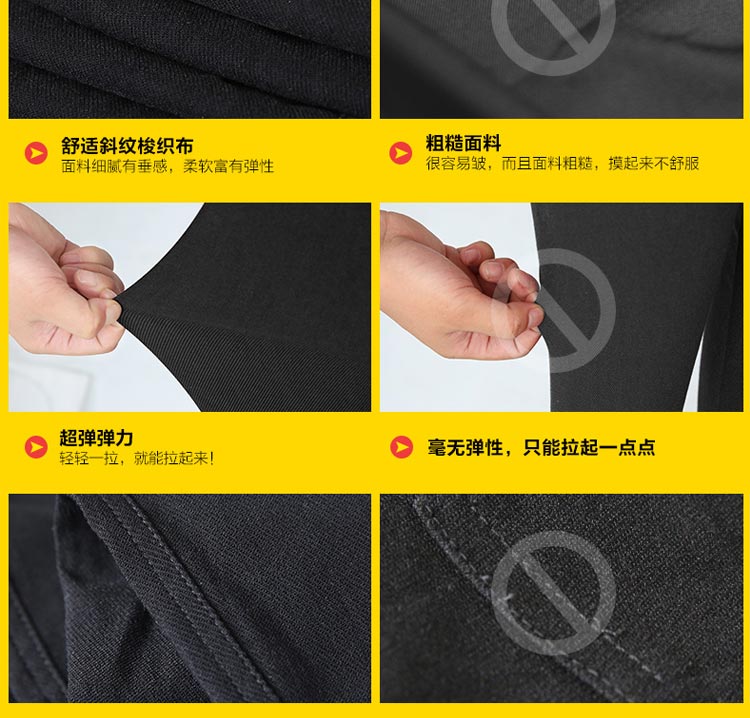 舒适斜纹梭织布
面料细腻有垂感，柔软富有弹性
粗糙面料
很容易皱，而且面料粗糙，摸起来不舒服
超弹弹力
轻轻一拉，就能拉起来！
毫无弹性，只能拉起一点点